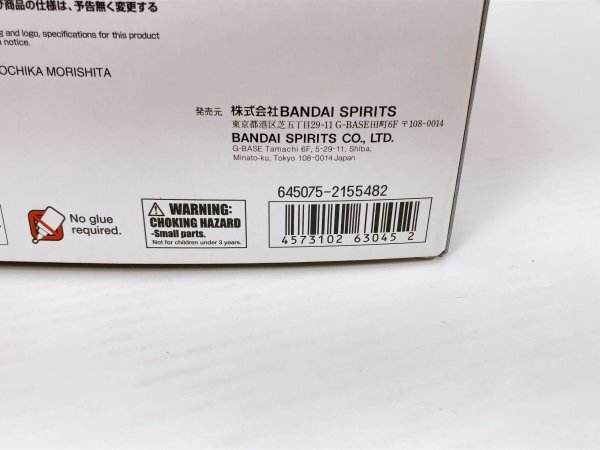 商品の仕様は、予告無く変更する
and logo, specifications for this product
notice.
OCHIKA MORISHITA
発売元 株式会社BANDAI SPIRITS
東京都港区芝五丁目29-11 G-BASE田町6F 〒108-0014
BANDAI SPIRITS CO., LTD.
G-BASE Tamachi 6F, 5-29-11, Shiba,
Minato-ku, Tokyo 108-0014 Japan
645075-2155482
No glue
required.
WARNING:
CHOKING HAZARD
-Small parts.
Not for children under 3 years.
4573102 63045 2